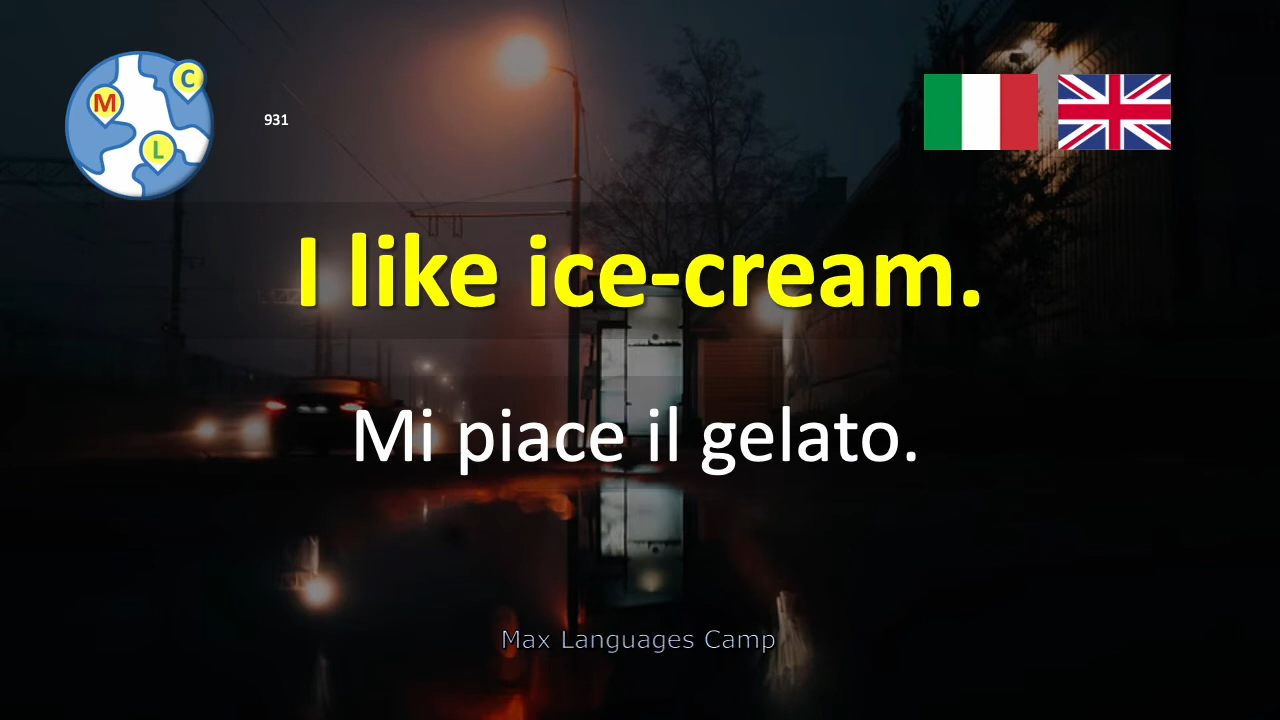 M
C
L
931
I like ice-cream.
Mi piace il gelato.
Max Languages Camp